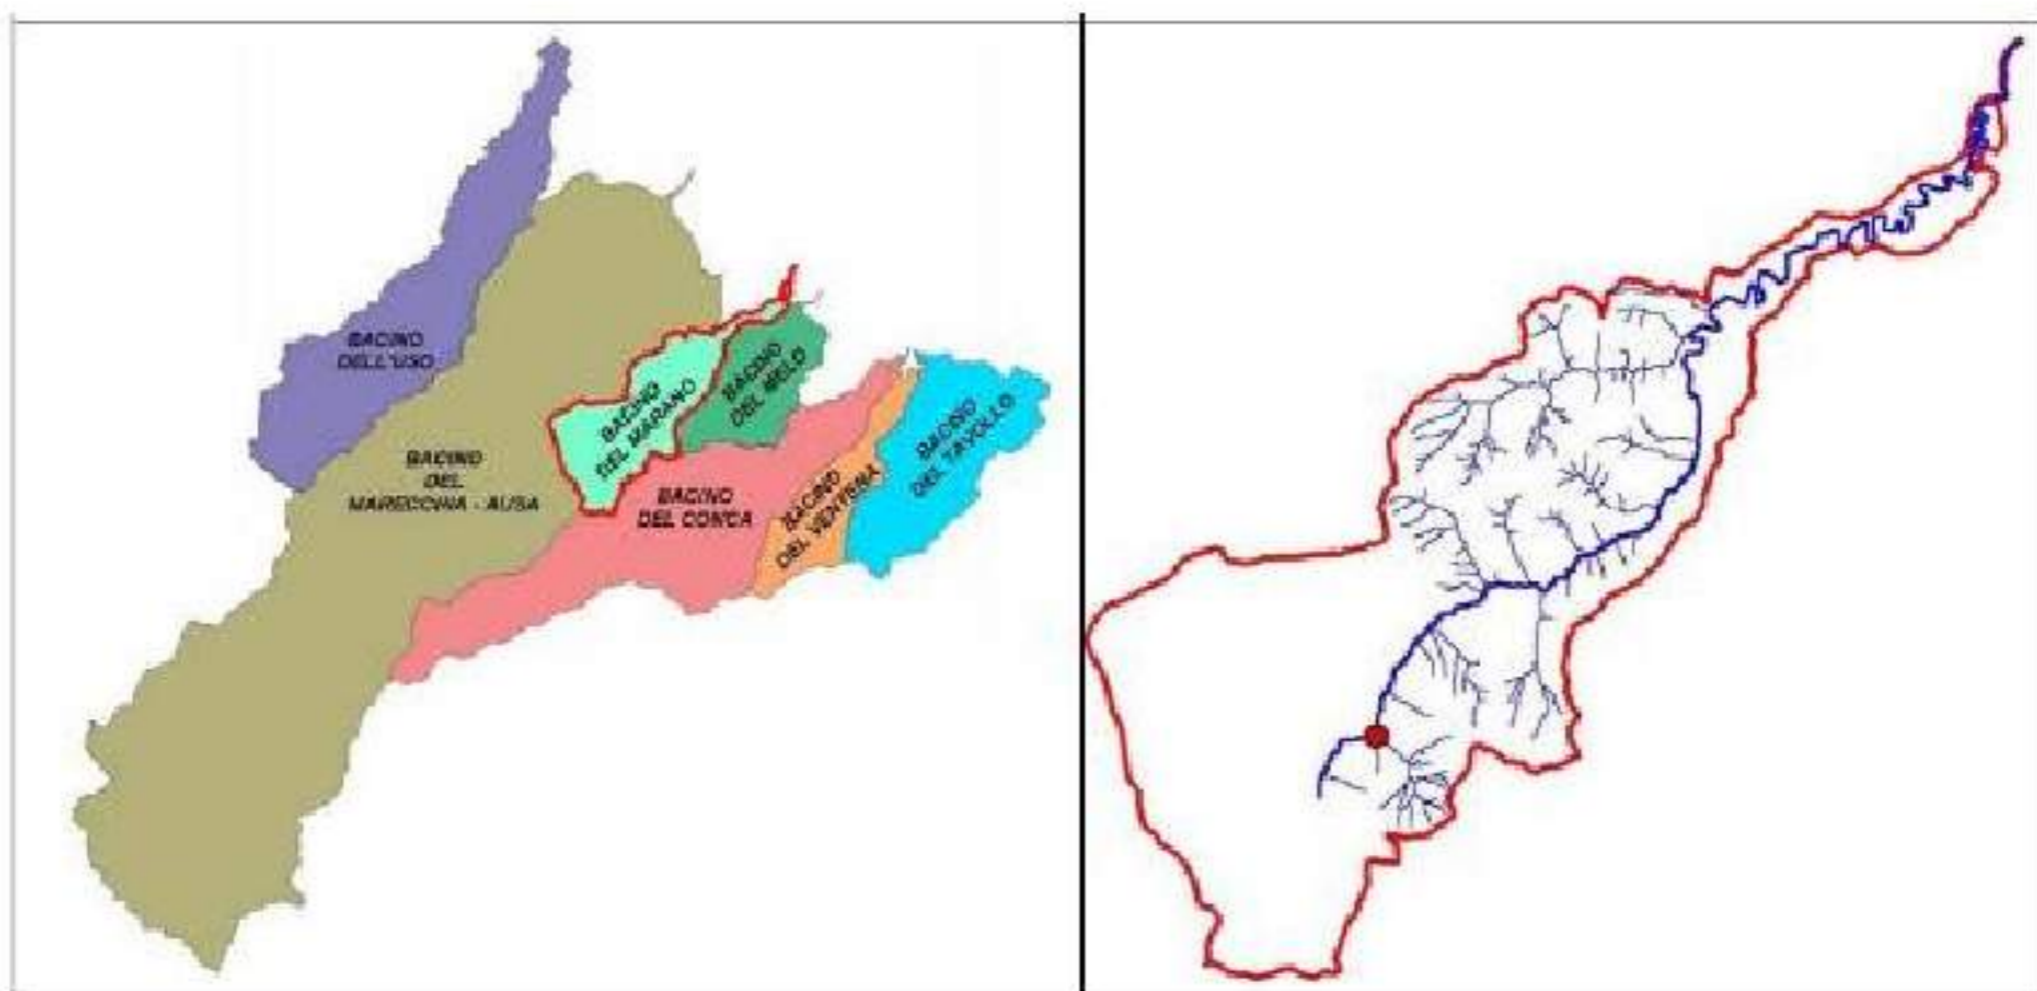 BACINO
DELL'USO
BACINO
DEL
MARECCHIA - AUSA
BACINO
DEL MARANO
BACINO
DEL MELO
BACINO
DEL CONCA
BACINO
DEL VENTENA
BACINO
DEL TAVOLLO